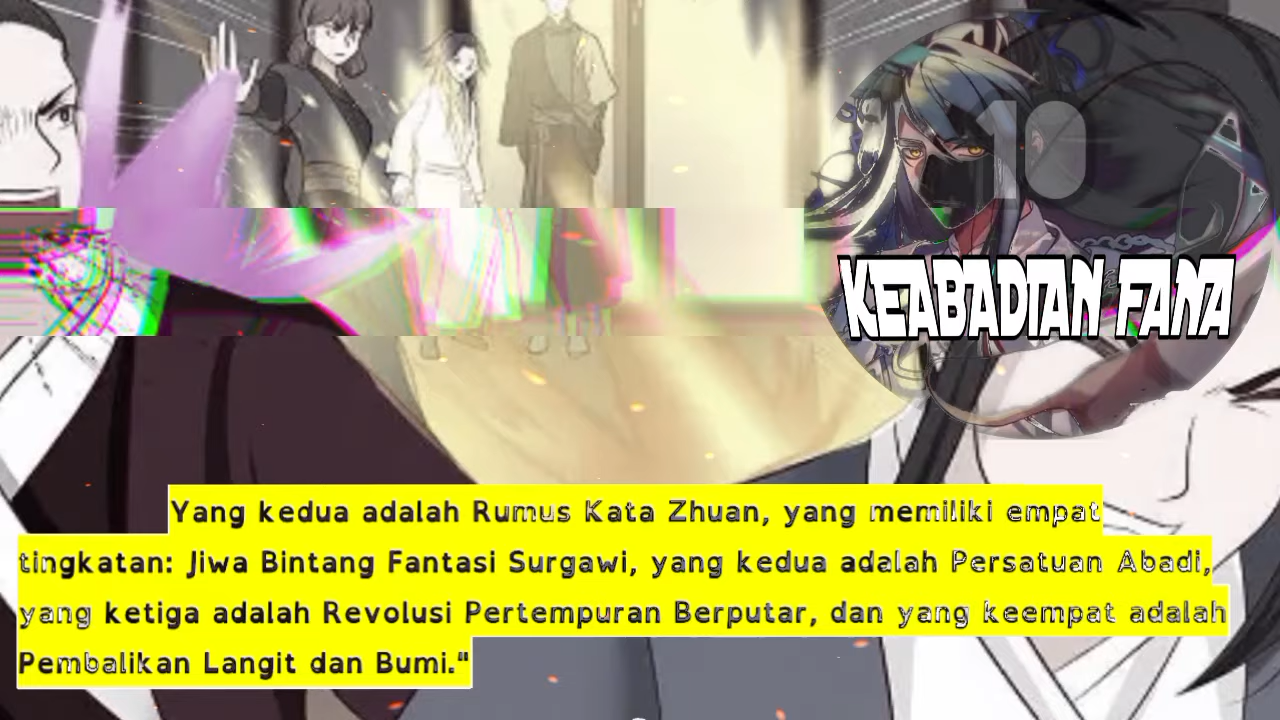 10
KEABADIAN FANA
Yang kedua adalah Rumus Kata Zhuan, yang memiliki empat
tingkatan: Jiwa Bintang Fantasi Surgawi, yang kedua adalah Persatuan Abadi,
yang ketiga adalah Revolusi Pertempuran Berputar, dan yang keempat adalah
Pembalikan Langit dan Bumi."